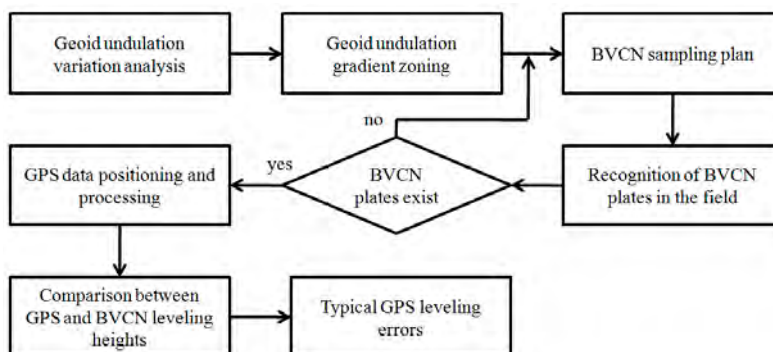 Geoid undulation
variation analysis
Geoid undulation
gradient zoning
BVCN sampling plan
no
yes
GPS data positioning and
processing
BVCN
plates exist
Recognition of BVCN
plates in the field
Comparison between
GPS and BVCN leveling
heights
Typical GPS leveling
errors